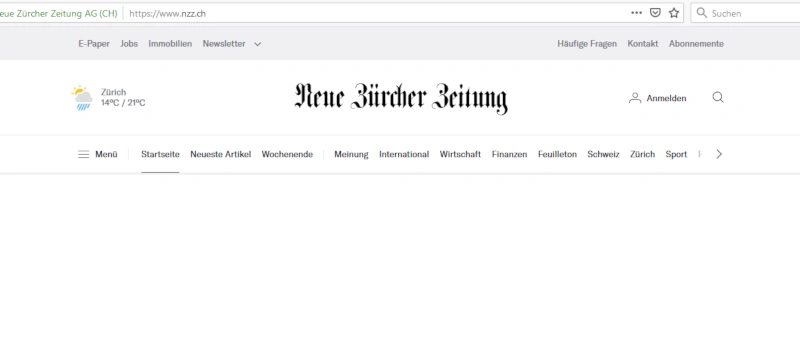 eue Zürcher Zeitung AG (CH) https://www.nzz.ch Suchen
E-Paper Jobs Immobilien Newsletter Häufige Fragen Kontakt Abonnemente
Zürich
14°C / 21°C
Neue Zürcher Zeitung
Anmelden
Menü Startseite Neueste Artikel Wochenende Meinung International Wirtschaft Finanzen Feuilleton Schweiz Zürich Sport